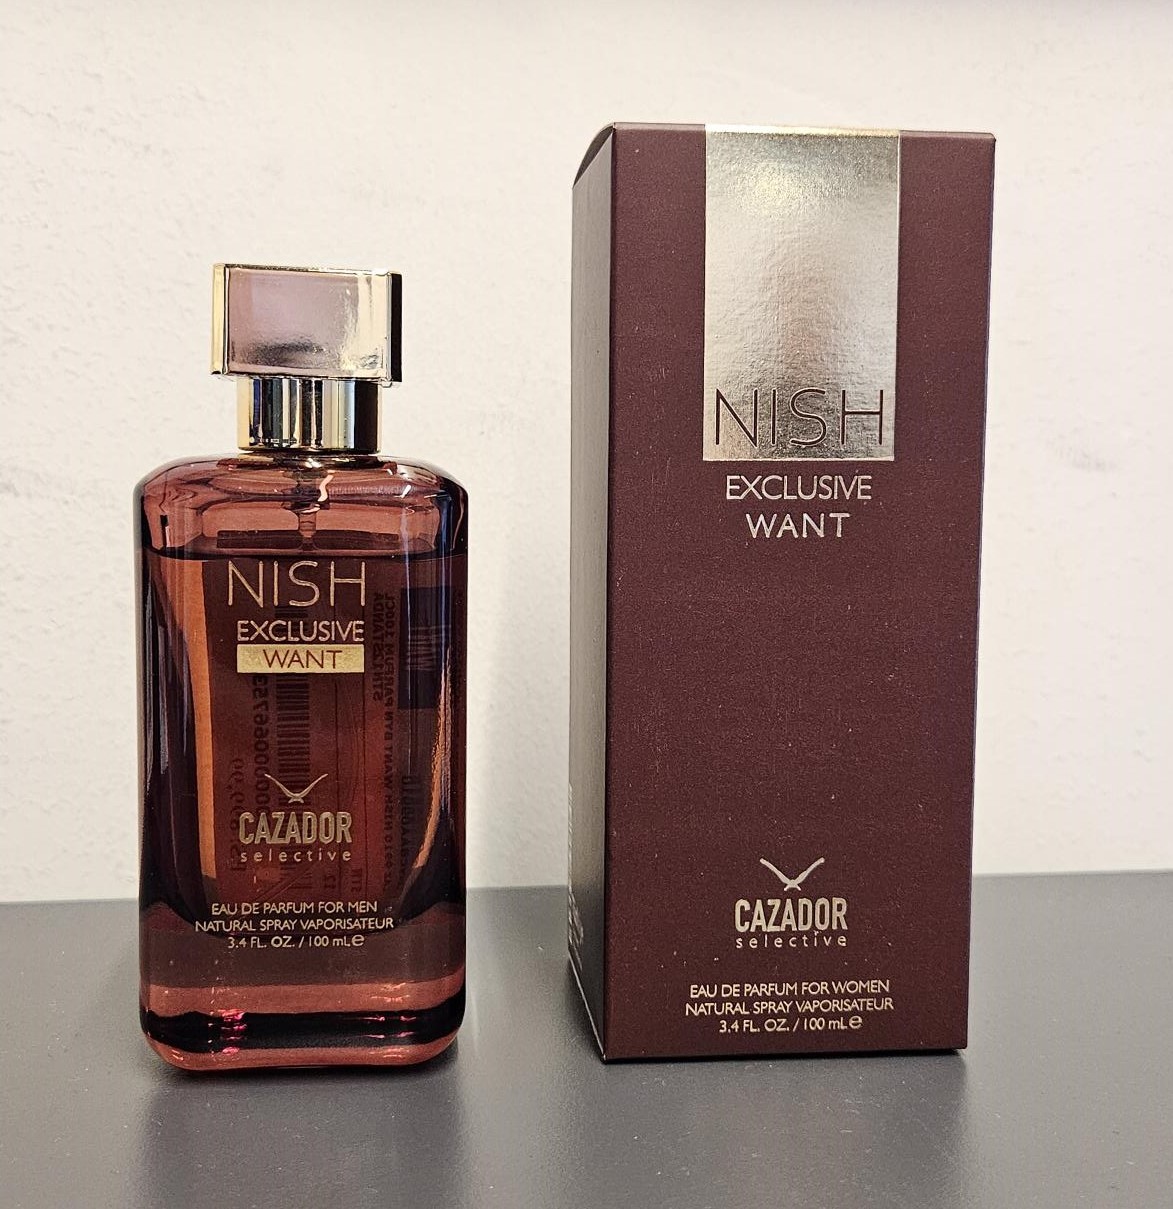 NISH
EXCLUSIVE
WANT
CAZADOR
selective
EAU DE PARFUM FOR MEN
NATURAL SPRAY VAPORISATEUR
3.4 FL. OZ. / 100 mL e
NISH
EXCLUSIVE
WANT
CAZADOR
selective
EAU DE PARFUM FOR WOMEN
NATURAL SPRAY VAPORISATEUR
3.4 FL. OZ. / 100 mL e